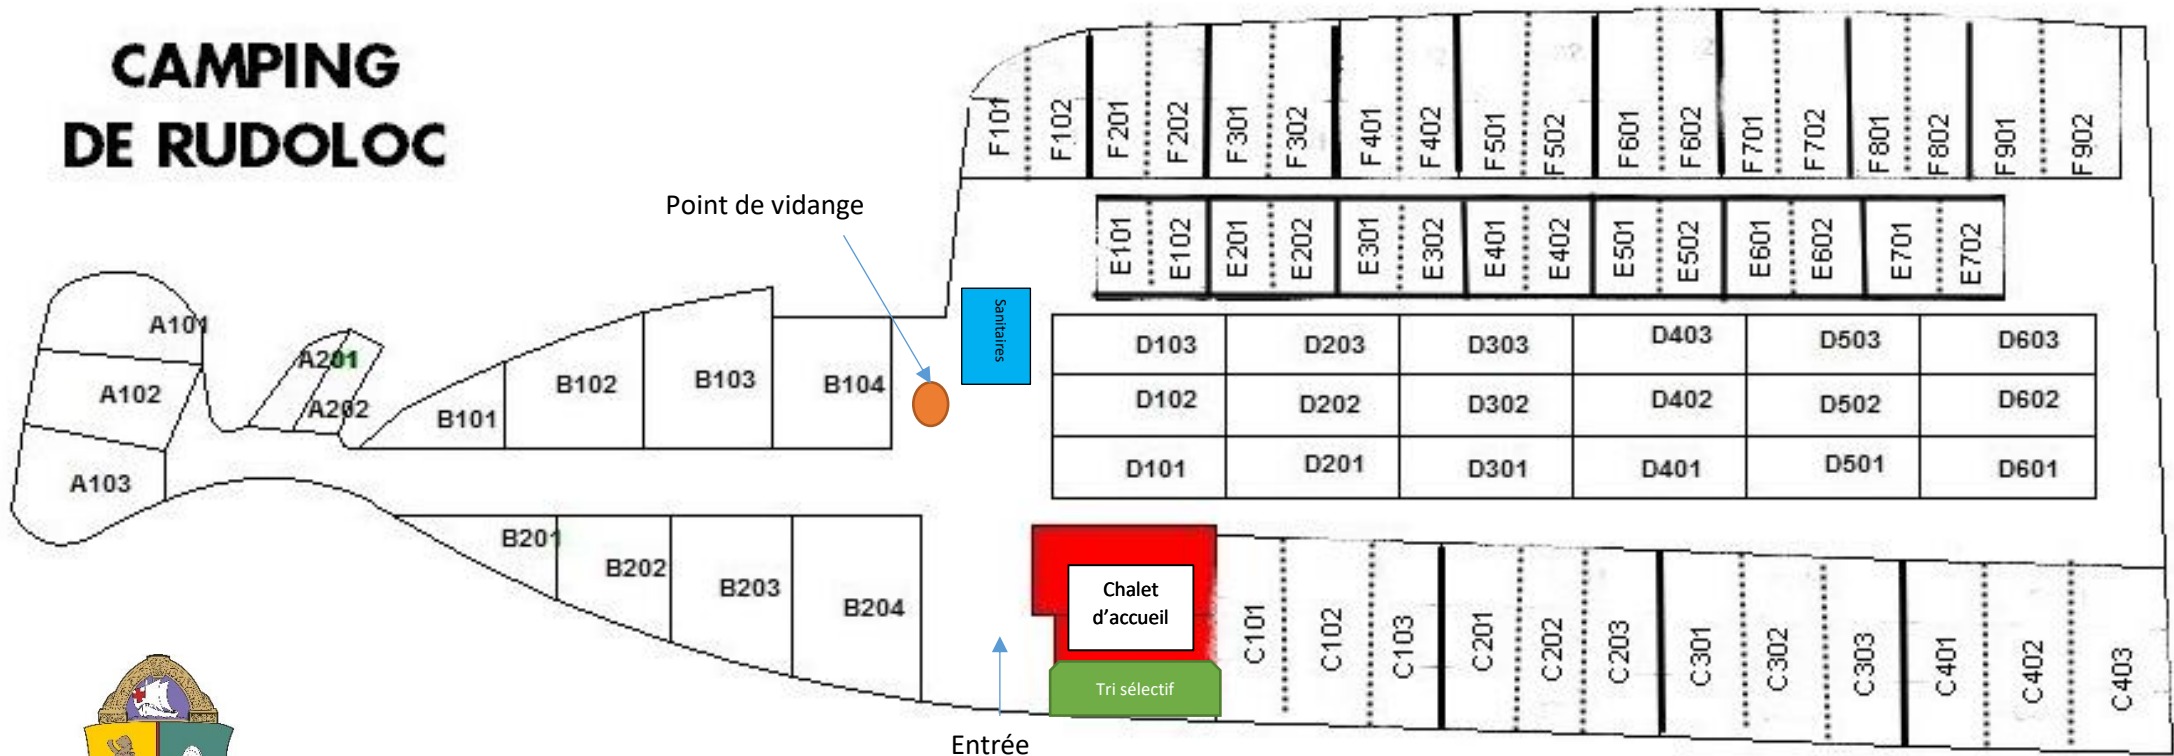 CAMPING
DE RUDOLOC
F101 F102 F201 F202 F301 F302 F401 F402 F501 F502 F601 F602 F701 F702 F801 F802 F901 F902
Point de vidange
E101 E102 E201 E202 E301 E302 E401 E402 E501 E502 E601 E602 E701 E702
Sanitaires
A101
A102
A103
A201
A202
B101
B102
B103
B104
D103 D203 D303 D403 D503 D603
D102 D202 D302 D402 D502 D602
D101 D201 D301 D401 D501 D601
B201
B202
B203
B204
Chalet
d'accueil
Tri sélectif
C101 C102 C103 C201 C202 C203 C301 C302 C303 C401 C402 C403
Entrée